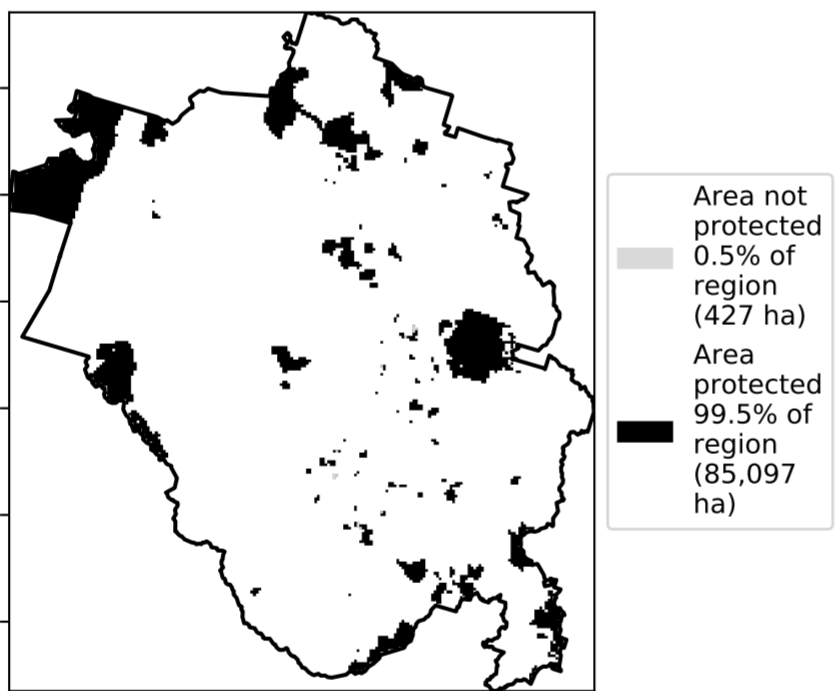 Area not
protected
0.5% of
region
(427 ha)
Area
protected
99.5% of
region
(85,097
ha)